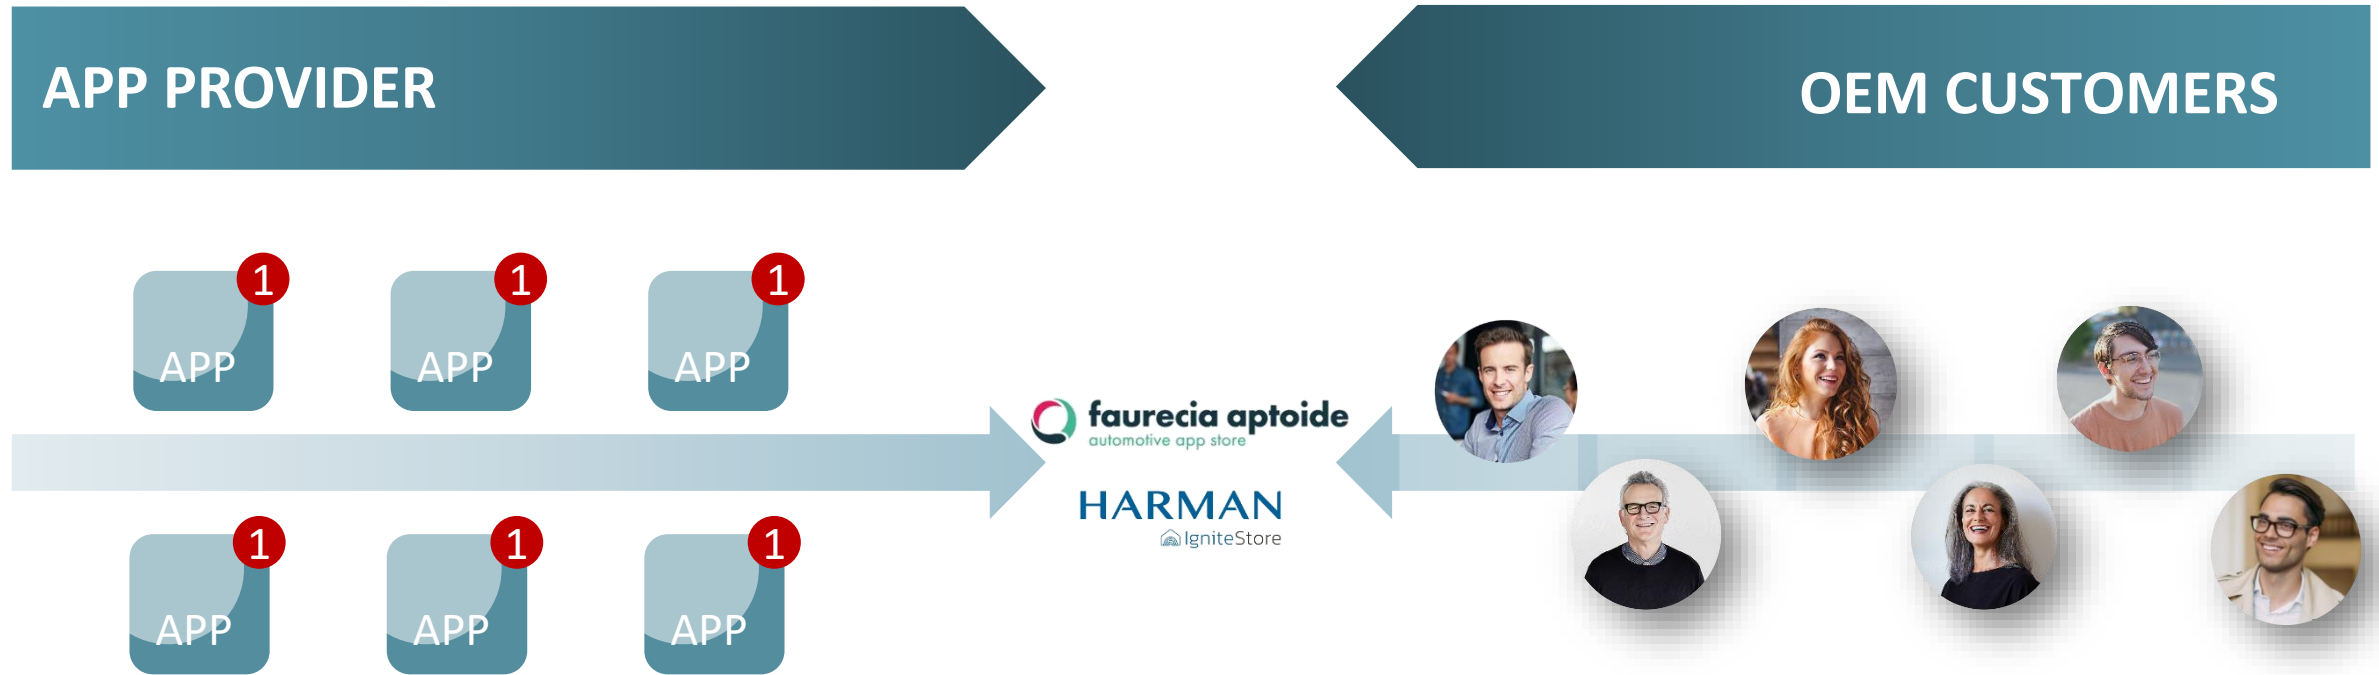 APP PROVIDER
OEM CUSTOMERS
1
1
1
APP
APP
APP
faurecia aptoide
automotive app store
HARMAN
IgniteStore
1
1
1
APP
APP
APP